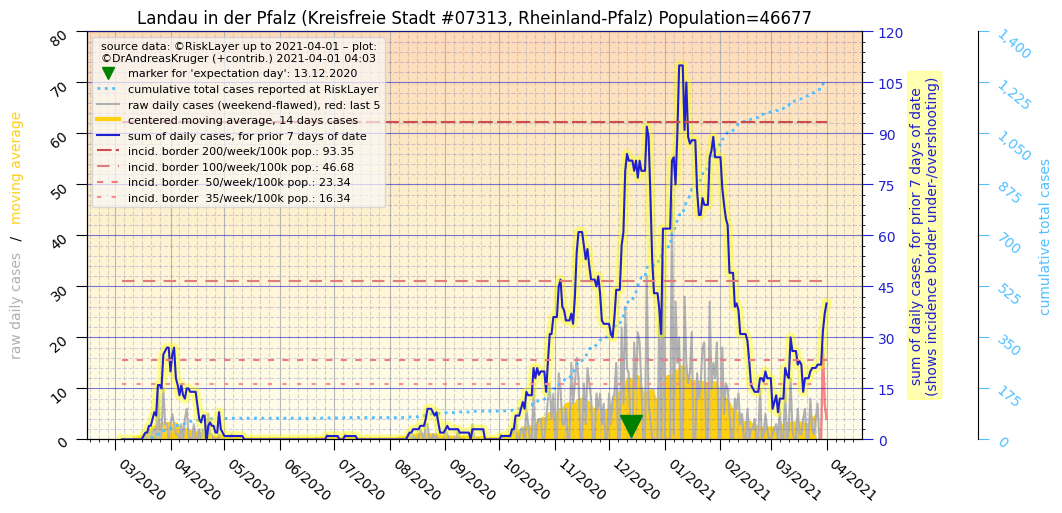 Landau in der Pfalz (Kreisfreie Stadt #07313, Rheinland-Pfalz) Population=46677
source data: ©RiskLayer up to 2021-04-01 – plot:
©DrAndreasKruger (+contrib.) 2021-04-01 04:03
marker for 'expectation day': 13.12.2020
cumulative total cases reported at RiskLayer
raw daily cases (weekend-flawed), red: last 5
centered moving average, 14 days cases
sum of daily cases, for prior 7 days of date
incid. border 200/week/100k pop.: 93.35
incid. border 100/week/100k pop.: 46.68
incid. border  50/week/100k pop.: 23.34
incid. border  35/week/100k pop.: 16.34
raw daily cases / moving average
80
70
60
50
40
30
20
10
0
03/2020
04/2020
05/2020
06/2020
07/2020
08/2020
09/2020
10/2020
11/2020
12/2020
01/2021
02/2021
03/2021
04/2021
120
105
90
75
60
45
30
15
0
sum of daily cases, for prior 7 days of date
(shows incidence border under-/overshooting)
1,400
1,225
1,050
875
700
525
350
175
0
cumulative total cases